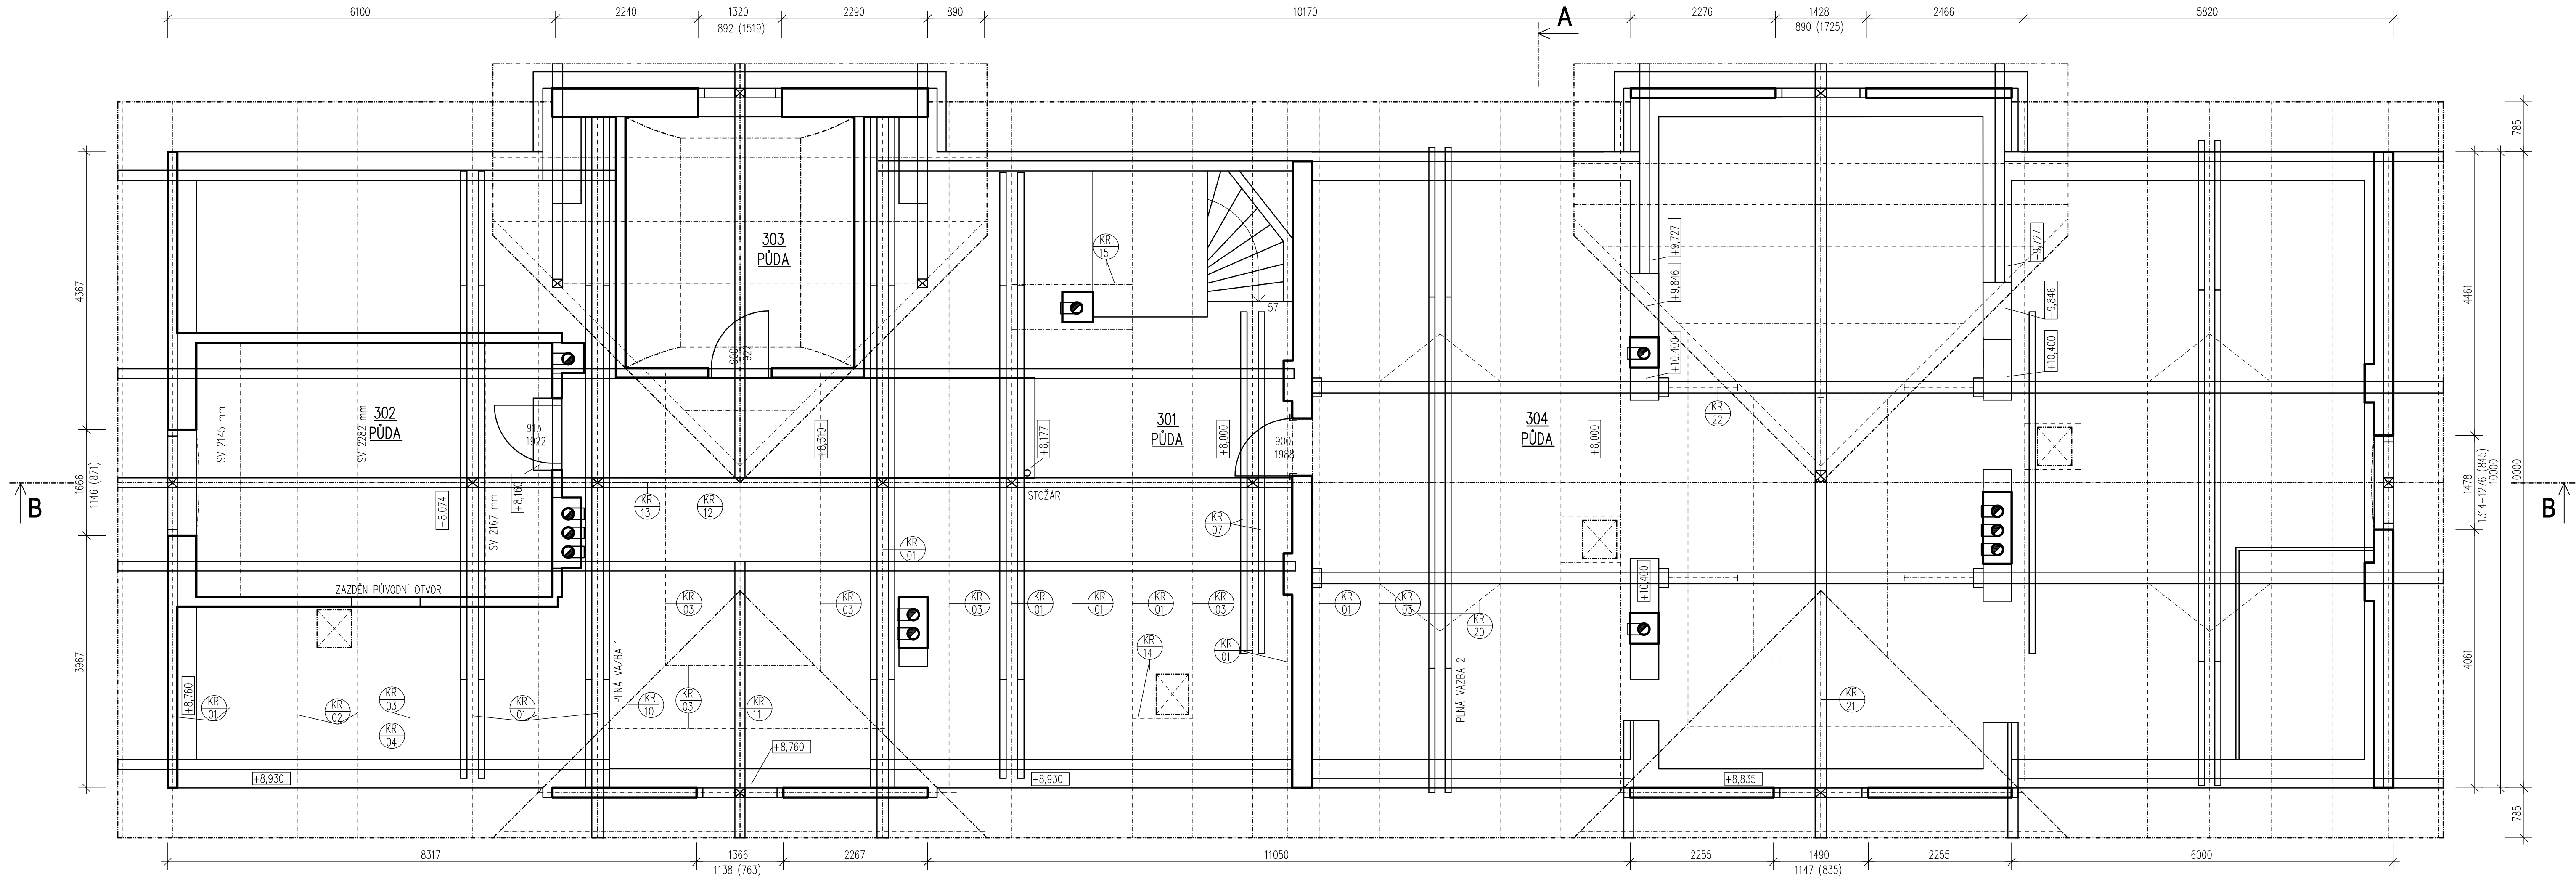 6100
2240
1320
2290
890
10170
2276
1428
2466
5820
892 (1519)
890 (1725)
A
785
4367
1666
1146 (871)
3967
B
4461
1478
1314-1276 (845)
4061
10000
10000
785
B
303
PŮDA
302
PŮDA
301
PŮDA
304
PŮDA
SV 2145 mm
SV 2282 mm
SV 2167 mm
900
1922
913
1922
900
1988
57
+8,074
+8,160
+8,310
+8,177
+8,000
+8,000
+9,727
+9,846
+10,400
+9,727
+9,846
+10,400
+10,400
STOŽÁR
ZAZDĚN PŮVODNÍ OTVOR
PLNÁ VAZBA 1
PLNÁ VAZBA 2
KR
15
KR
22
KR
13
KR
12
KR
07
KR
01
KR
03
KR
03
KR
03
KR
01
KR
01
KR
01
KR
03
KR
01
KR
03
KR
20
KR
14
KR
01
KR
01
KR
02
KR
03
KR
04
KR
01
KR
10
KR
03
KR
11
KR
21
+8,760
+8,760
+8,930
+8,930
+8,835
8317
1366
2267
11050
2255
1490
2255
6000
1138 (763)
1147 (835)